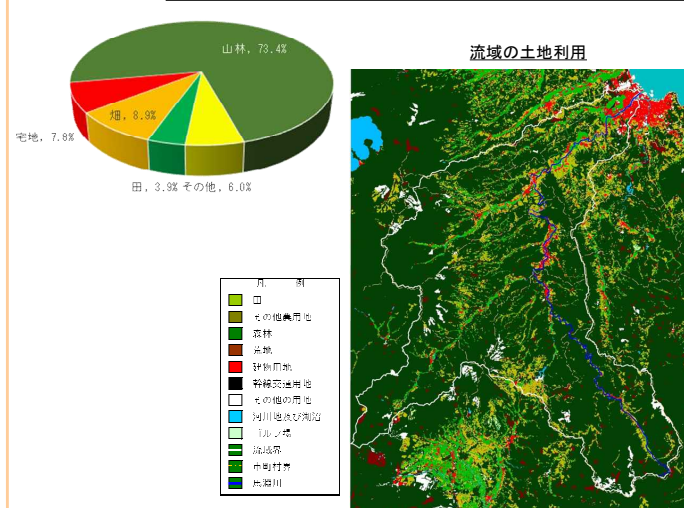 山林, 73.4%
流域の土地利用
畑, 8.9%
宅地, 7.8%
田, 3.9%
その他, 6.0%
凡 例
田
その他農用地
森林
荒地
建物用地
幹線交通用地
その他の用地
河川地及び湖沼
ゴルフ場
流域界
市町村界
馬淵川